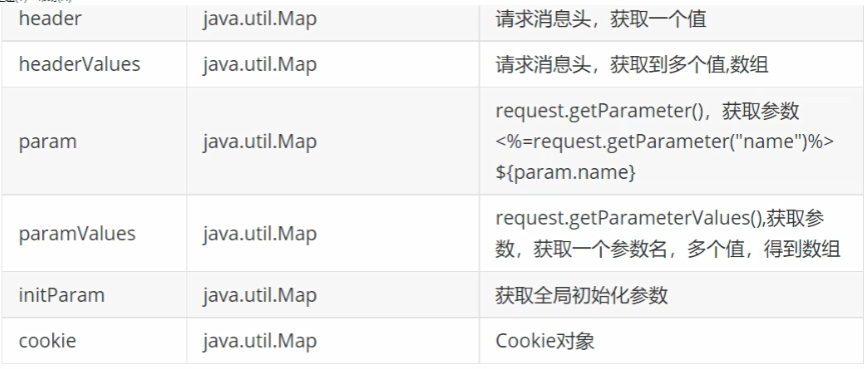 header java.util.Map 请求消息头，获取一个值
headerValues java.util.Map 请求消息头，获取到多个值,数组
param java.util.Map request.getParameter()，获取参数
<%=request.getParameter("name")%>
${param.name}
paramValues java.util.Map request.getParameterValues(),获取参
数，获取一个参数名，多个值，得到数组
initParam java.util.Map 获取全局初始化参数
cookie java.util.Map Cookie对象